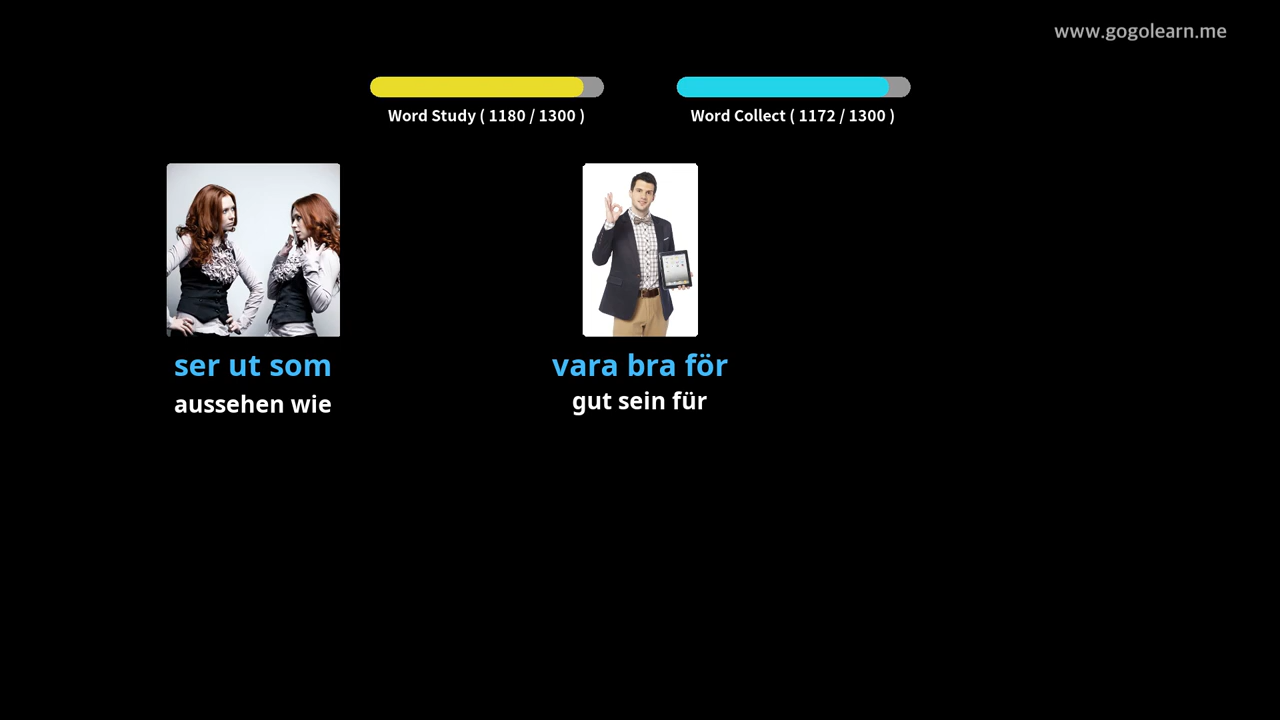 www.gogolearn.me
Word Study ( 1180 / 1300 )
Word Collect ( 1172 / 1300 )
ser ut som
aussehen wie
vara bra för
gut sein für